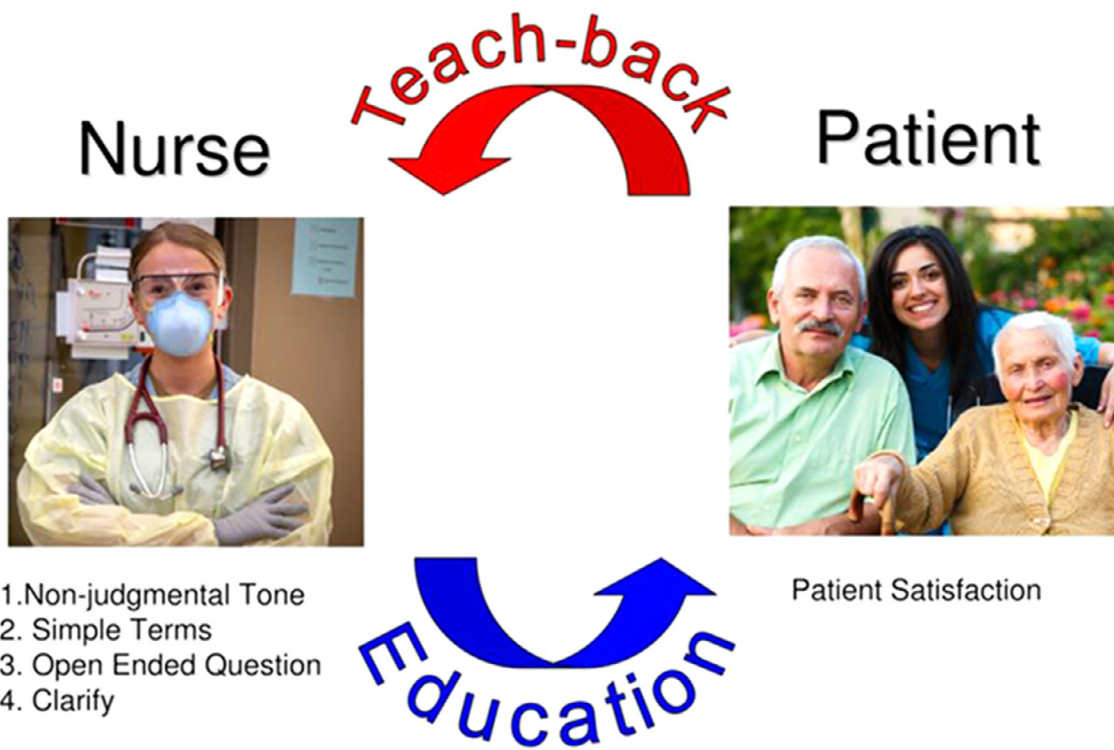 Teach-back
Nurse
Patient
1.Non-judgmental Tone
2. Simple Terms
3. Open Ended Question
4. Clarify
Patient Satisfaction
Education